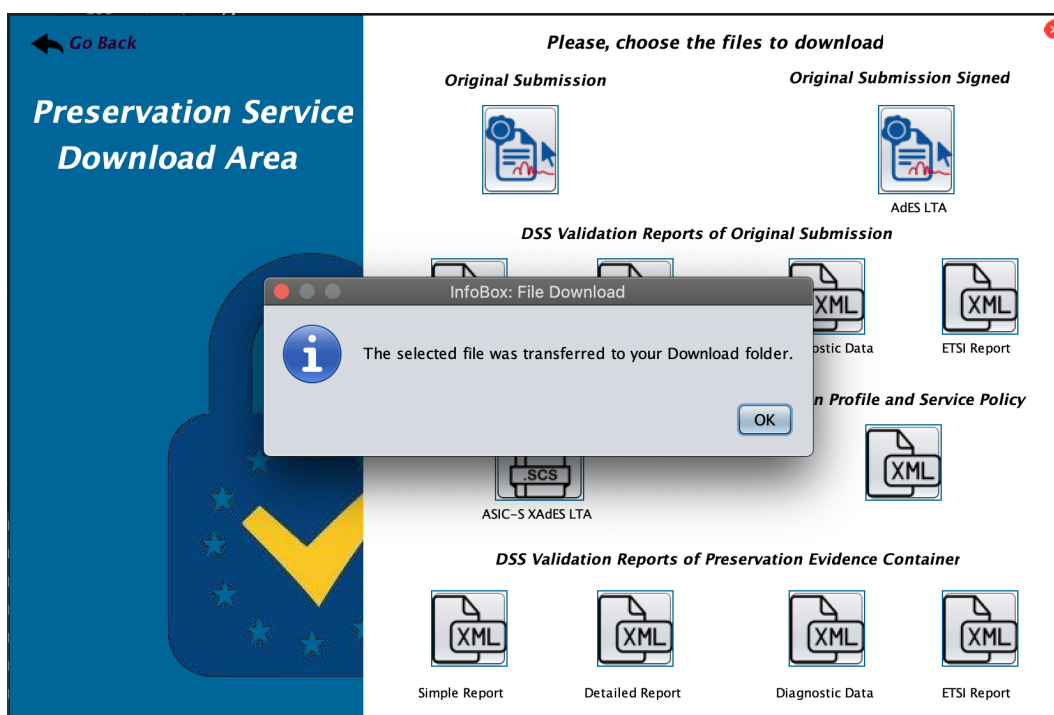 Go Back
Please, choose the files to download
Original Submission
Original Submission Signed
Preservation Service
Download Area
AdES LTA
DSS Validation Reports of Original Submission
InfoBox: File Download
XML
XML
The selected file was transferred to your Download folder.
ostic Data
ETSI Report
n Profile and Service Policy
OK
XML
.SCS
ASIC-S XAdES LTA
DSS Validation Reports of Preservation Evidence Container
XML
XML
XML
XML
Simple Report
Detailed Report
Diagnostic Data
ETSI Report